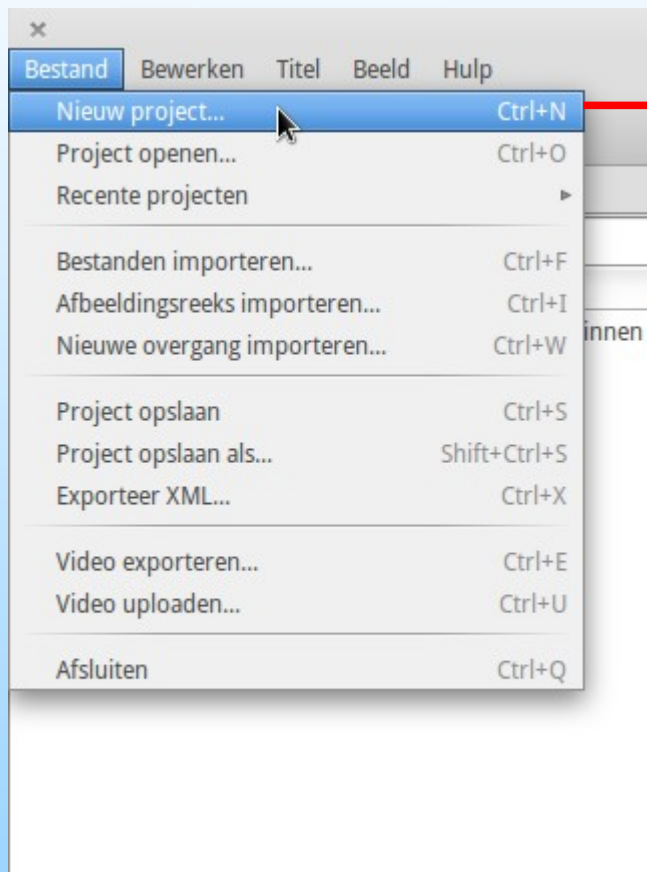 Bestand Bewerken Titel Beeld Hulp
Nieuw project... Ctrl+N
Project openen... Ctrl+O
Recente projecten
Bestanden importeren... Ctrl+F
Afbeeldingsreeks importeren... Ctrl+I
Nieuwe overgang importeren... Ctrl+W
innen
Project opslaan Ctrl+S
Project opslaan als... Shift+Ctrl+S
Exporteer XML... Ctrl+X
Video exporteren... Ctrl+E
Video uploaden... Ctrl+U
Afsluiten Ctrl+Q